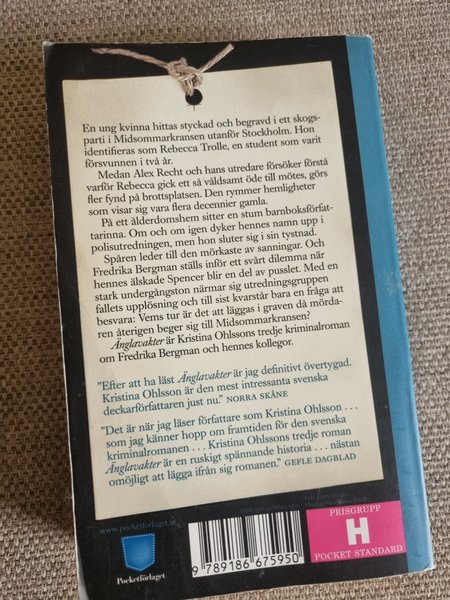 En ung kvinna hittas styckad och begravd i ett skogs-
parti i Midsommarkransen utanför Stockholm. Hon
identifieras som Rebecca Trolle, en student som varit
försvunnen i två år.
Medan Alex Recht och hans utredare försöker förstå
varför Rebecca gick ett så våldsamt öde till mötes, görs
fler fynd på brottsplatsen. Den rymmer hemligheter
som visar sig vara flera decennier gamla.
På ett ålderdomshem sitter en stum barnboksförfat-
tarinna. Om och om igen dyker hennes namn upp i
polisutredningen, men hon sluter sig i sin tystnad.
Spåren leder till den mörkaste av sanningar. Och
Fredrika Bergman ställs inför ett svårt dilemma när
hennes älskade Spencer blir en del av pusslet. Med en
stark undergångston närmar sig utredningsgruppen
fallets upplösning och till sist kvarstår bara en fråga att
besvara: Vems tur är det att läggas i graven då mörda-
ren återigen beger sig till Midsommarkransen?
Änglavakter är Kristina Ohlssons tredje kriminalroman
om Fredrika Bergman och hennes kollegor.
"Efter att ha läst Änglavakter är jag definitivt övertygad.
Kristina Ohlsson är den mest intressanta svenska
deckarförfattaren just nu." NORRA SKÅNE
"Det är när jag läser författare som Kristina Ohlsson . . .
som jag känner hopp om framtiden för den svenska
kriminalromanen . . . Kristina Ohlssons tredje roman
Änglavakter är en ruskigt spännande historia . . . nästan
omöjligt att lägga ifrån sig romanen." GEFLE DAGBLAD
www.pocketforlaget.se
Pocketförlaget
9 789186 675950
PRISGRUPP
H
POCKET STANDARD